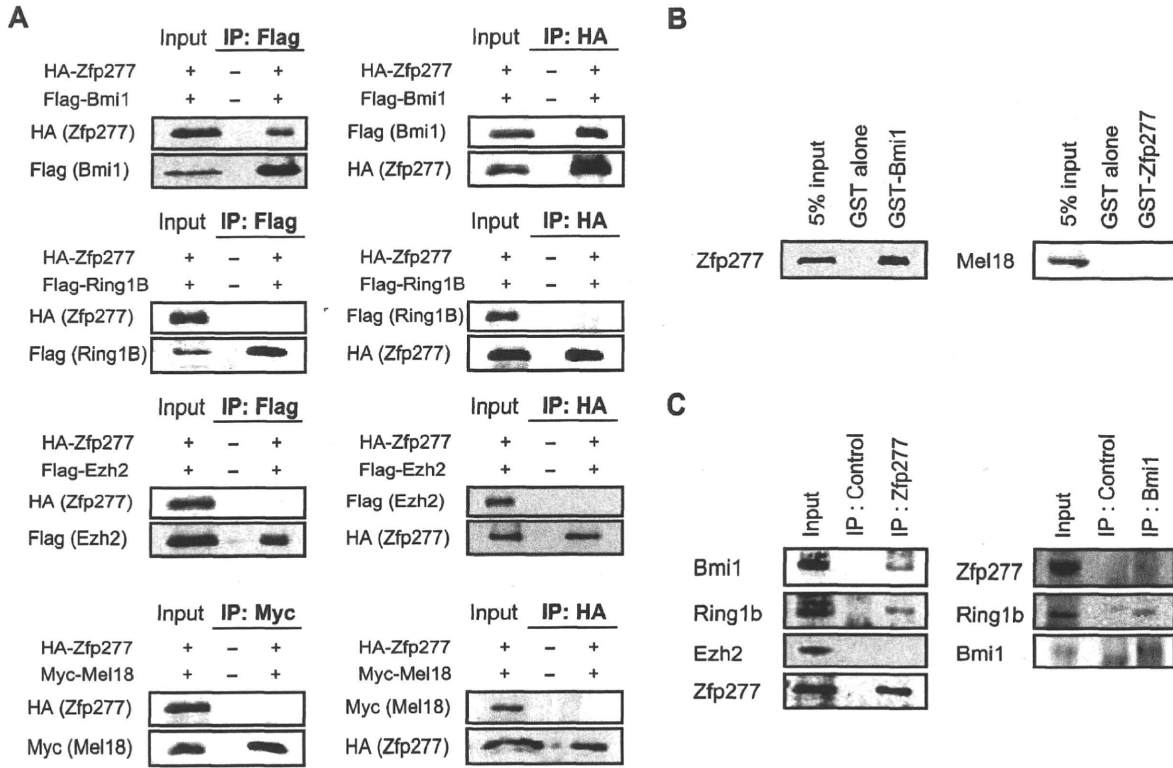 A
Input IP: Flag
HA-Zfp277 + – +
Flag-Bmi1 + – +
HA (Zfp277)
Flag (Bmi1)
Input IP: HA
HA-Zfp277 + – +
Flag-Bmi1 + – +
Flag (Bmi1)
HA (Zfp277)
Input IP: Flag
HA-Zfp277 + – +
Flag-Ring1B + – +
HA (Zfp277)
Flag (Ring1B)
Input IP: HA
HA-Zfp277 + – +
Flag-Ring1B + – +
Flag (Ring1B)
HA (Zfp277)
Input IP: Flag
HA-Zfp277 + – +
Flag-Ezh2 + – +
HA (Zfp277)
Flag (Ezh2)
Input IP: HA
HA-Zfp277 + – +
Flag-Ezh2 + – +
Flag (Ezh2)
HA (Zfp277)
Input IP: Myc
HA-Zfp277 + – +
Myc-Mel18 + – +
HA (Zfp277)
Myc (Mel18)
Input IP: HA
HA-Zfp277 + – +
Myc-Mel18 + – +
Myc (Mel18)
HA (Zfp277)
B
5% input
GST alone
GST-Bmi1
Zfp277
5% input
GST alone
GST-Zfp277
Mel18
C
Input
IP : Control
IP : Zfp277
Bmi1
Ring1b
Ezh2
Zfp277
Input
IP : Control
IP : Bmi1
Zfp277
Ring1b
Bmi1